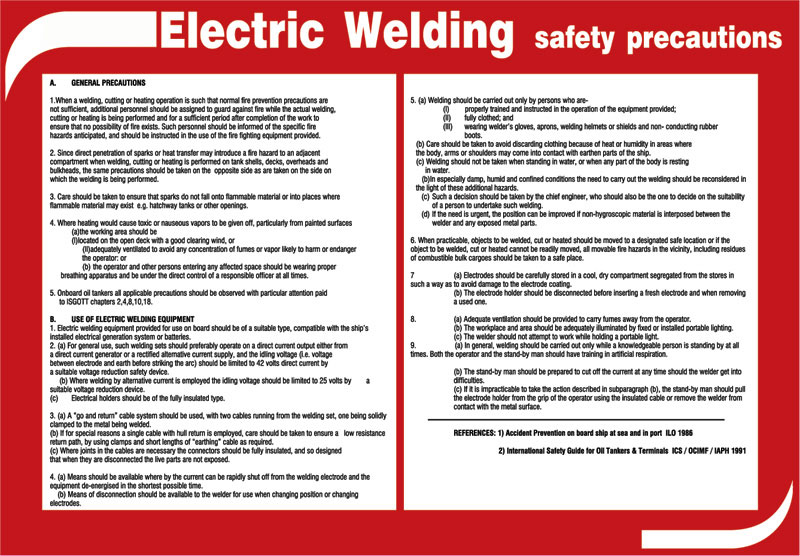 Electric Welding safety precautions
A. GENERAL PRECAUTIONS
1.When a welding, cutting or heating operation is such that normal fire prevention precautions are
not sufficient, additional personnel should be assigned to guard against fire while the actual welding,
cutting or heating is being performed and for a sufficient period after completion of the work to
ensure that no possibility of fire exists. Such personnel should be informed of the specific fire
hazards anticipated, and should be instructed in the use of the fire fighting equipment provided.
2. Since direct penetration of sparks or heat transfer may introduce a fire hazard to an adjacent
compartment when welding, cutting or heating is performed on tank shells, decks, overheads and
bulkheads, the same precautions should be taken on the opposite side as are taken on the side on
which the welding is being performed.
3. Care should be taken to ensure that sparks do not fall onto flammable material or into places where
flammable material may exist e.g. hatchway tanks or other openings.
4. Where heating would cause toxic or nauseous vapors to be given off, particularly from painted surfaces
(a)the working area should be
(I)located on the open deck with a good clearing wind, or
(II)adequately ventilated to avoid any concentration of fumes or vapor likely to harm or endanger
the operator: or
(b) the operator and other persons entering any affected space should be wearing proper
breathing apparatus and be under the direct control of a responsible officer at all times.
5. Onboard oil tankers all applicable precautions should be observed with particular attention paid
to ISGOTT chapters 2,4,8,10,18.
B. USE OF ELECTRIC WELDING EQUIPMENT
1. Electric welding equipment provided for use on board should be of a suitable type, compatible with the ship's
installed electrical generation system or batteries.
2. (a) For general use, such welding sets should preferably operate on a direct current output either from
a direct current generator or a rectified alternative current supply, and the idling voltage (i.e. voltage
between electrode and earth before striking the arc) should be limited to 42 volts direct current by
a suitable voltage reduction safety device.
(b) Where welding by alternative current is employed the idling voltage should be limited to 25 volts by a
suitable voltage reduction device.
(c) Electrical holders should be of the fully insulated type.
3. (a) A "go and return" cable system should be used, with two cables running from the welding set, one being solidly
clamped to the metal being welded.
(b) If for special reasons a single cable with hull return is employed, care should be taken to ensure a low resistance
return path, by using clamps and short lengths of "earthing" cable as required.
(c) Where joints in the cables are necessary the connectors should be fully insulated, and so designed
that when they are disconnected the live parts are not exposed.
4. (a) Means should be available where by the current can be rapidly shut off from the welding electrode and the
equipment de-energised in the shortest possible time.
(b) Means of disconnection should be available to the welder for use when changing position or changing
electrodes.
5. (a) Welding should be carried out only by persons who are-
(I) properly trained and instructed in the operation of the equipment provided;
(II) fully clothed; and
(III) wearing welder's gloves, aprons, welding helmets or shields and non- conducting rubber
boots.
(b) Care should be taken to avoid discarding clothing because of heat or humidity in areas where
the body, arms or shoulders may come into contact with earthen parts of the ship.
(c) Welding should not be taken when standing in water, or when any part of the body is resting
in water.
(b)In especially damp, humid and confined conditions the need to carry out the welding should be reconsidered in
the light of these additional hazards.
(c) Such a decision should be taken by the chief engineer, who should also be the one to decide on the suitability
of a person to undertake such welding.
(d) If the need is urgent, the position can be improved if non-hygroscopic material is interposed between the
welder and any exposed metal parts.
6. When practicable, objects to be welded, cut or heated should be moved to a designated safe location or if the
object to be welded, cut or heated cannot be readily moved, all movable fire hazards in the vicinity, including residues
of combustible bulk cargoes should be taken to a safe place.
7 (a) Electrodes should be carefully stored in a cool, dry compartment segregated from the stores in
such a way as to avoid damage to the electrode coating.
(b) The electrode holder should be disconnected before inserting a fresh electrode and when removing
a used one.
8. (a) Adequate ventilation should be provided to carry fumes away from the operator.
(b) The workplace and area should be adequately illuminated by fixed or installed portable lighting.
(c) The welder should not attempt to work while holding a portable light.
9. (a) In general, welding should be carried out only while a knowledgeable person is standing by at all
times. Both the operator and the stand-by man should have training in artificial respiration.
(b) The stand-by man should be prepared to cut off the current at any time should the welder get into
difficulties.
(c) If it is impracticable to take the action described in subparagraph (b), the stand-by man should pull
the electrode holder from the grip of the operator using the insulated cable or remove the welder from
contact with the metal surface.
REFERENCES: 1) Accident Prevention on board ship at sea and in port ILO 1986
2) International Safety Guide for Oil Tankers & Terminals ICS / OCIMF / IAPH 1991